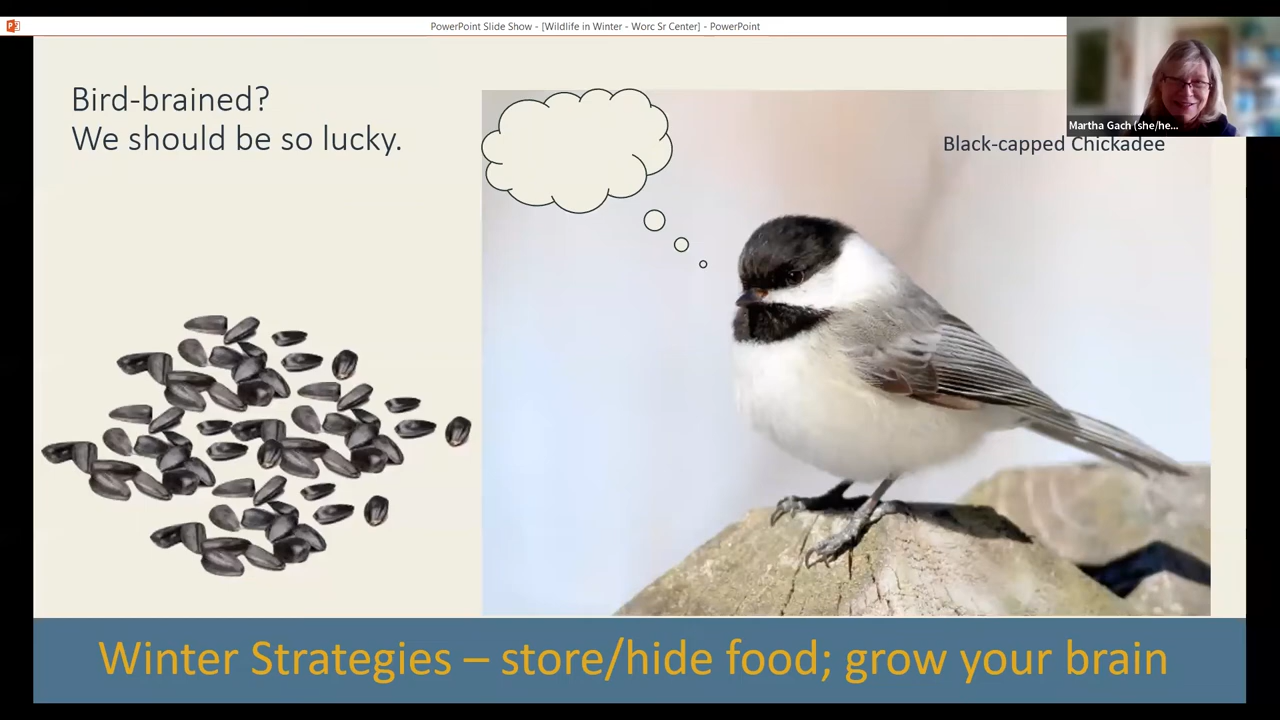 PowerPoint Slide Show - [Wildlife in Winter - Worc Sr Center] - PowerPoint
Martha Gach (she/he...
Bird-brained?
We should be so lucky.
Black-capped Chickadee
Winter Strategies – store/hide food; grow your brain